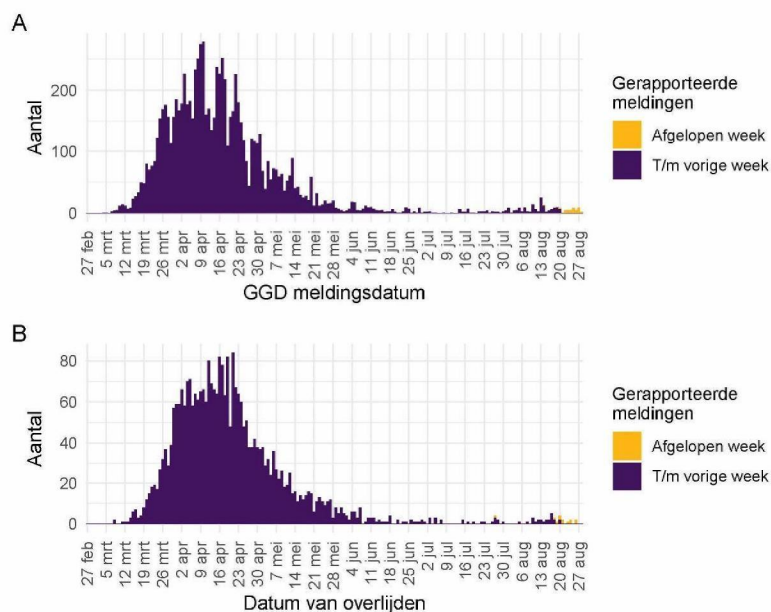 A
Aantal
200
100
0
27 feb
5 mrt
12 mrt
19 mrt
26 mrt
2 apr
9 apr
16 apr
23 apr
30 apr
7 mei
14 mei
21 mei
28 mei
4 jun
11 jun
18 jun
25 jun
2 jul
9 jul
16 jul
23 jul
30 jul
6 aug
13 aug
20 aug
27 aug
GGD meldingsdatum
Gerapporteerde
meldingen
Afgelopen week
T/m vorige week
B
Aantal
80
60
40
20
0
27 feb
5 mrt
12 mrt
19 mrt
26 mrt
2 apr
9 apr
16 apr
23 apr
30 apr
7 mei
14 mei
21 mei
28 mei
4 jun
11 jun
18 jun
25 jun
2 jul
9 jul
16 jul
23 jul
30 jul
6 aug
13 aug
20 aug
27 aug
Datum van overlijden
Gerapporteerde
meldingen
Afgelopen week
T/m vorige week